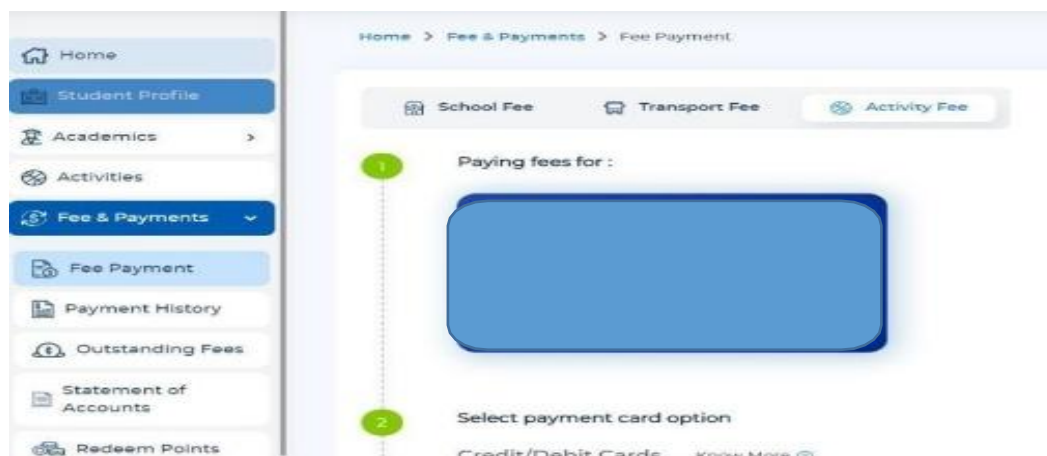 Home
Student Profile
Academics
Activities
Fee & Payments
Fee Payment
Payment History
Outstanding Fees
Statement of
Accounts
Redeem Points
Home > Fee & Payments > Fee Payment
School Fee Transport Fee Activity Fee
1 Paying fees for :
2 Select payment card option
Credit/Debit Cards Know More